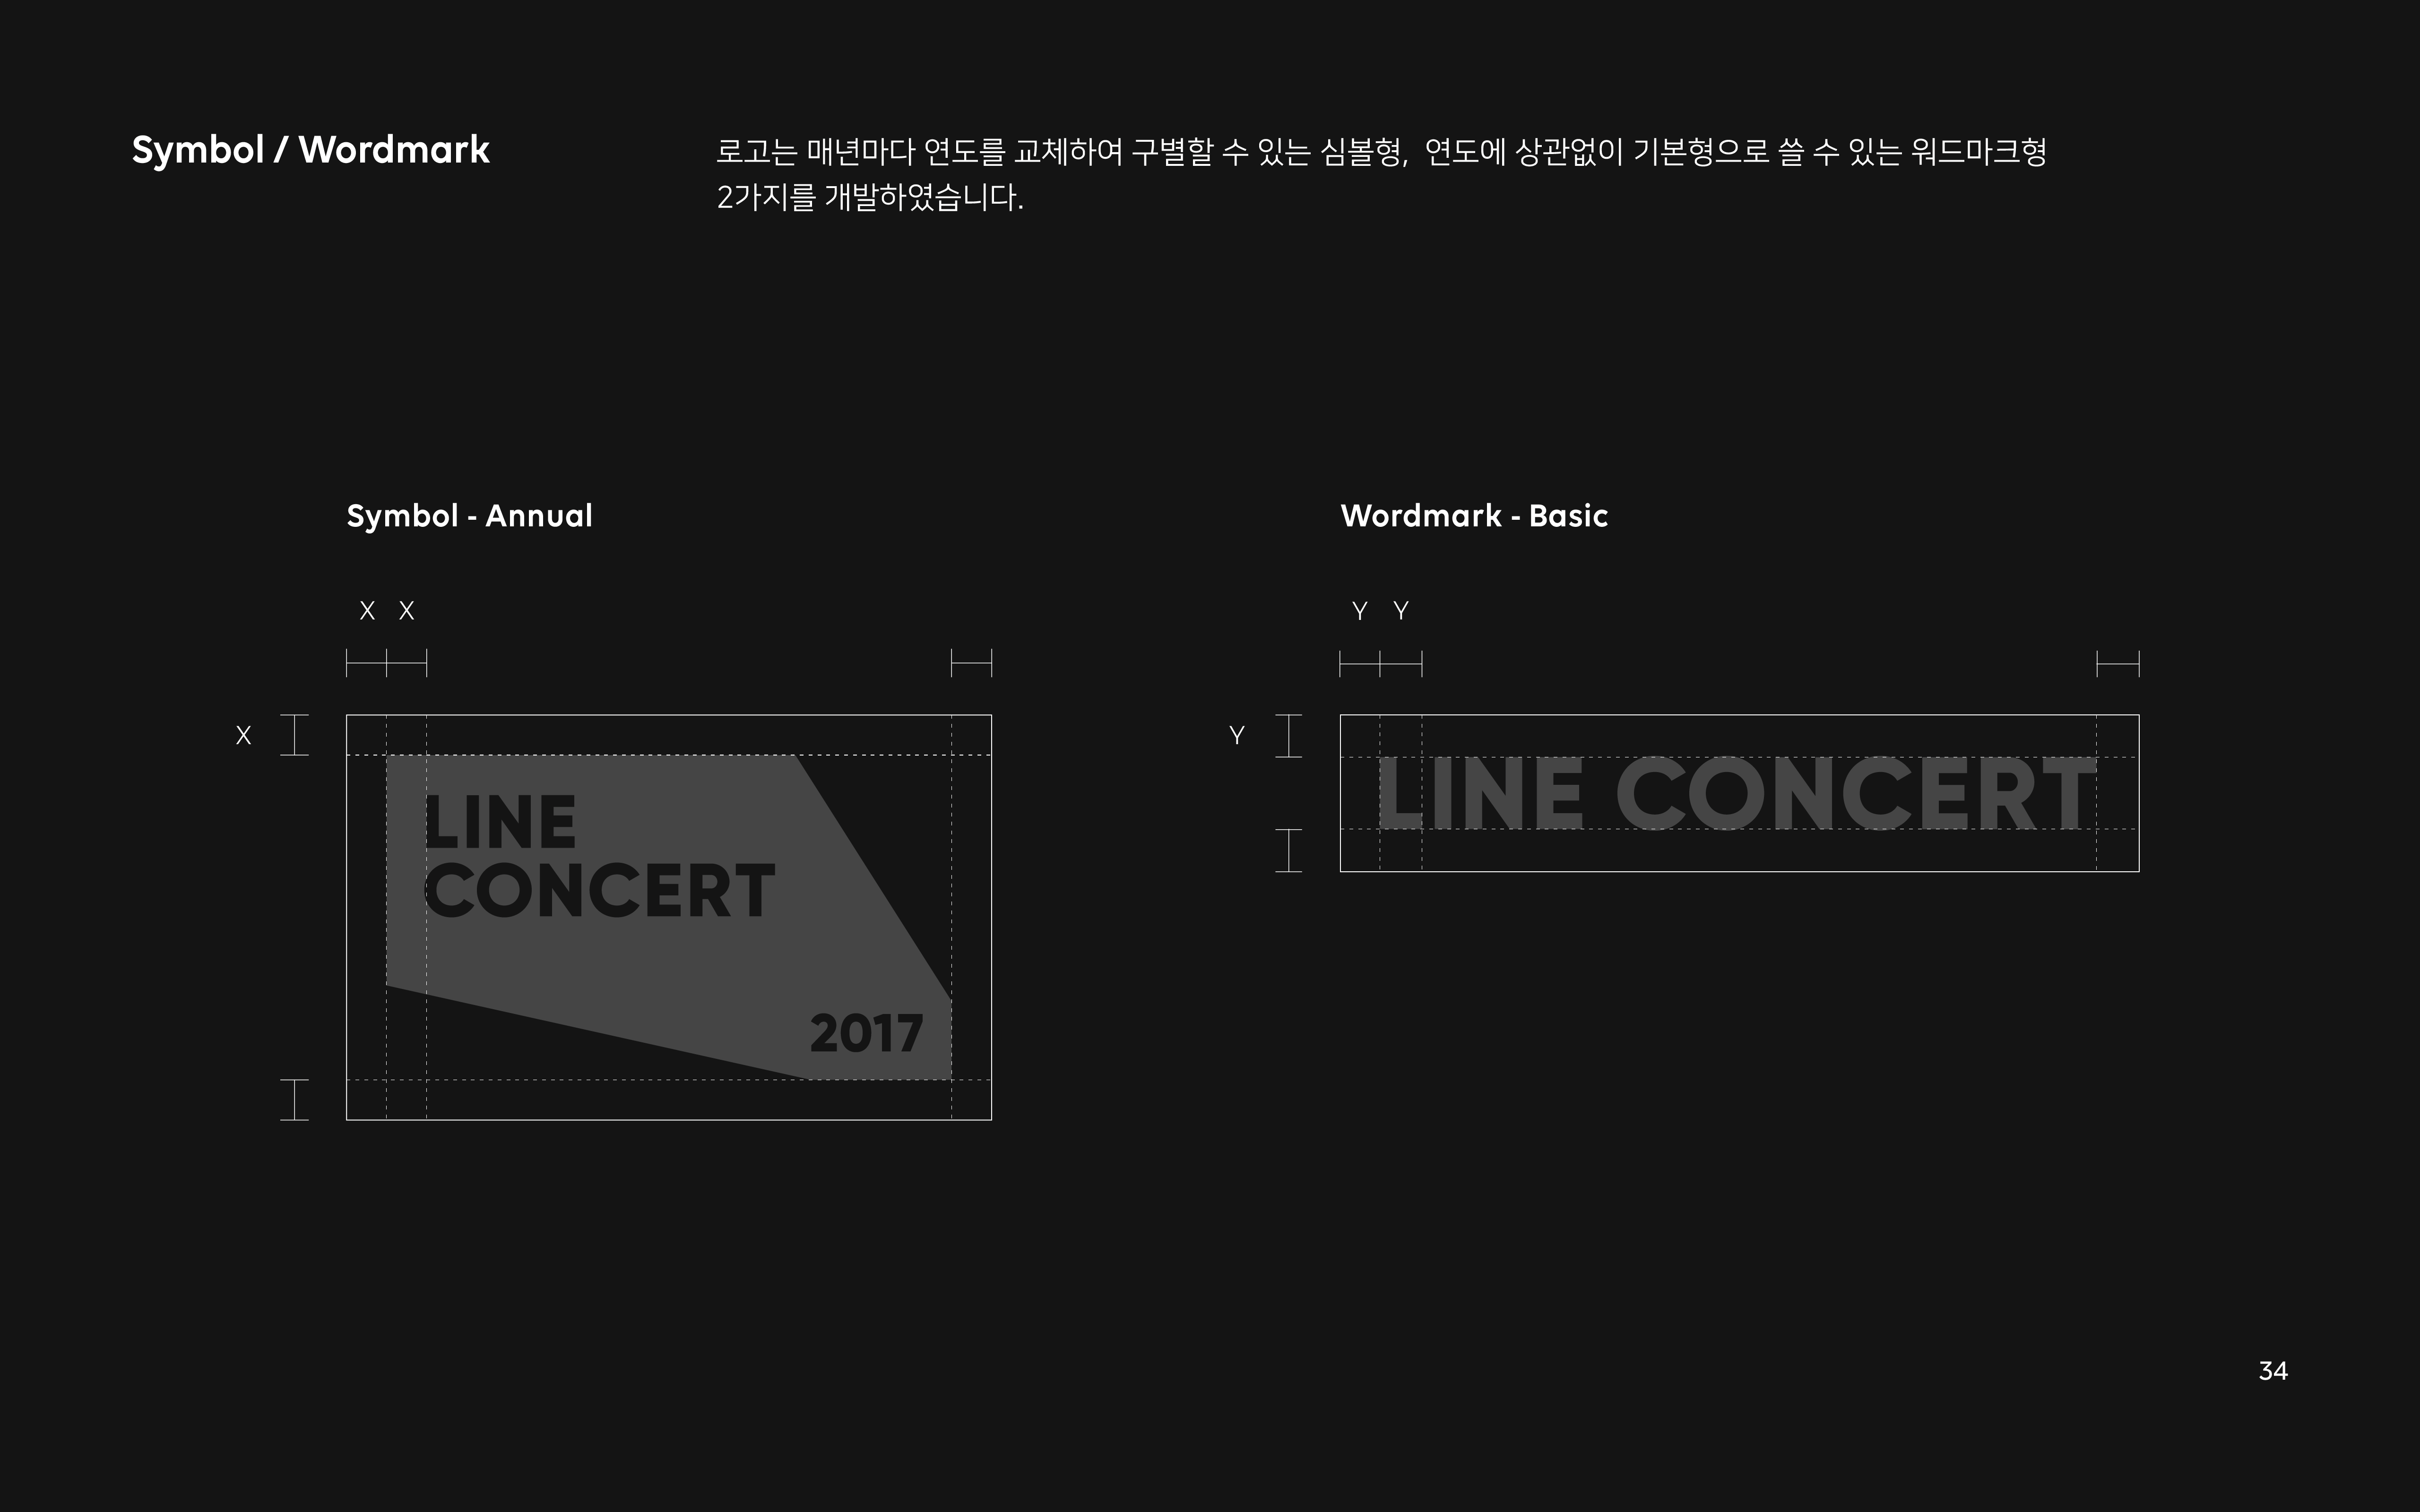 Symbol / Wordmark
로고는 매년마다 연도를 교체하여 구별할 수 있는 심볼형, 연도에 상관없이 기본형으로 쓸 수 있는 워드마크형
2가지를 개발하였습니다.
Symbol - Annual
X X
X
LINE
CONCERT
2017
Wordmark - Basic
Y Y
Y
LINE CONCERT
34